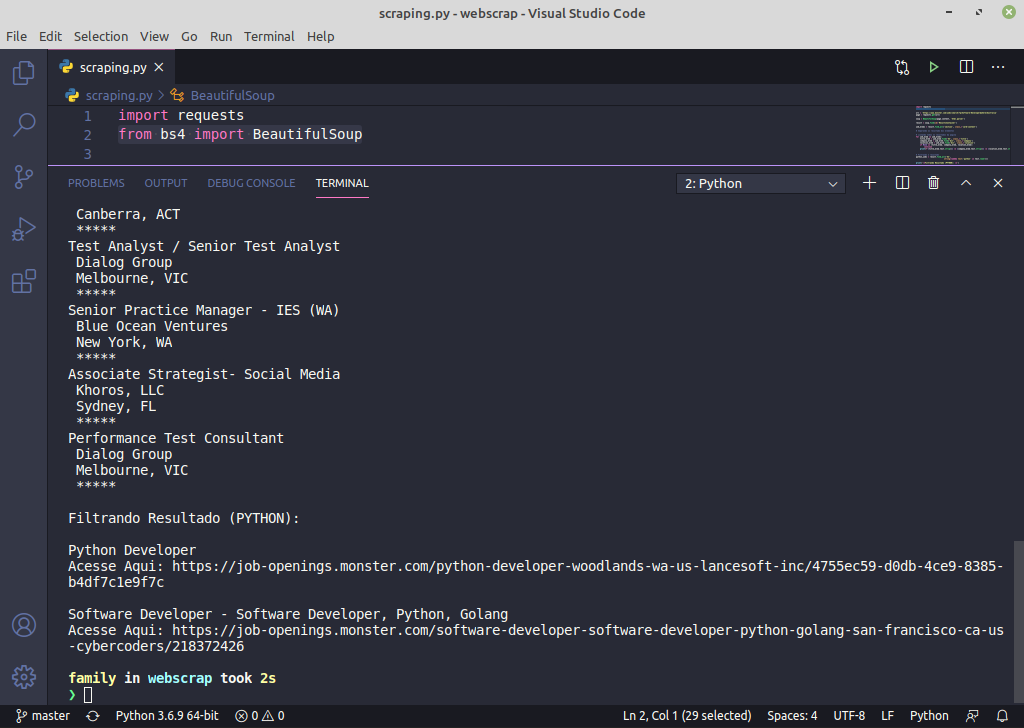 scraping.py - webscrap - Visual Studio Code
File Edit Selection View Go Run Terminal Help
scraping.py
scraping.py > BeautifulSoup
1 import requests
2 from bs4 import BeautifulSoup
3
PROBLEMS OUTPUT DEBUG CONSOLE TERMINAL 2: Python
Canberra, ACT
*****
Test Analyst / Senior Test Analyst
Dialog Group
Melbourne, VIC
*****
Senior Practice Manager - IES (WA)
Blue Ocean Ventures
New York, WA
*****
Associate Strategist- Social Media
Khoros, LLC
Sydney, FL
*****
Performance Test Consultant
Dialog Group
Melbourne, VIC
*****
Filtrando Resultado (PYTHON):
Python Developer
Acesse Aqui: https://job-openings.monster.com/python-developer-woodlands-wa-us-lancesoft-inc/4755ec59-d0db-4ce9-8385-
b4df7c1e9f7c
Software Developer - Software Developer, Python, Golang
Acesse Aqui: https://job-openings.monster.com/software-developer-software-developer-python-golang-san-francisco-ca-us
-cybercoders/218372426
family in webscrap took 2s
❯
master Python 3.6.9 64-bit 0 0 Ln 2, Col 1 (29 selected) Spaces: 4 UTF-8 LF Python